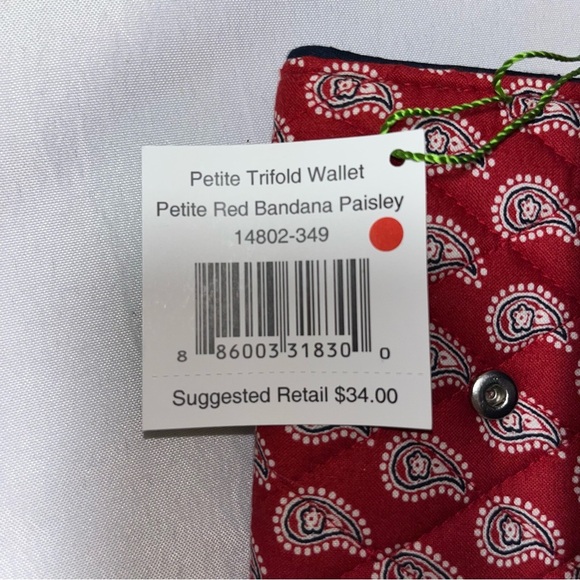 Petite Trifold Wallet
Petite Red Bandana Paisley
14802-349
8 86003 31830 0
Suggested Retail $34.00